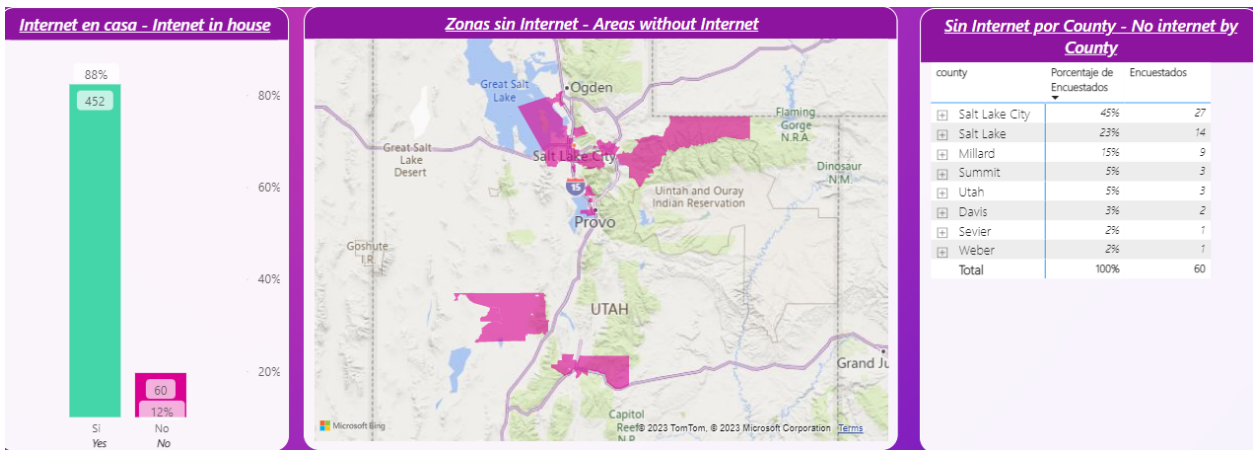 Internet en casa - Intenet in house
88%
452
80%
60%
40%
20%
60
12%
Si
No
Yes
No
Zonas sin Internet - Areas without Internet
Great Salt
Lake
Ogden
Flaming
Gorge
N.R.A.
Great Salt
Lake
Desert
Salt Lake City
Dinosaur
N.M.
15
Uintah and Ouray
Indian Reservation
Provo
Goshute
I.R.
UTAH
Grand Ju
Capitol
Reef
N.P.
Microsoft Bing
© 2023 TomTom, © 2023 Microsoft Corporation Terms
Sin Internet por County - No internet by
County
county Porcentaje de Encuestados
Encuestados
Salt Lake City 45% 27
Salt Lake 23% 14
Millard 15% 9
Summit 5% 3
Utah 5% 3
Davis 3% 2
Sevier 2% 1
Weber 2% 1
Total 100% 60